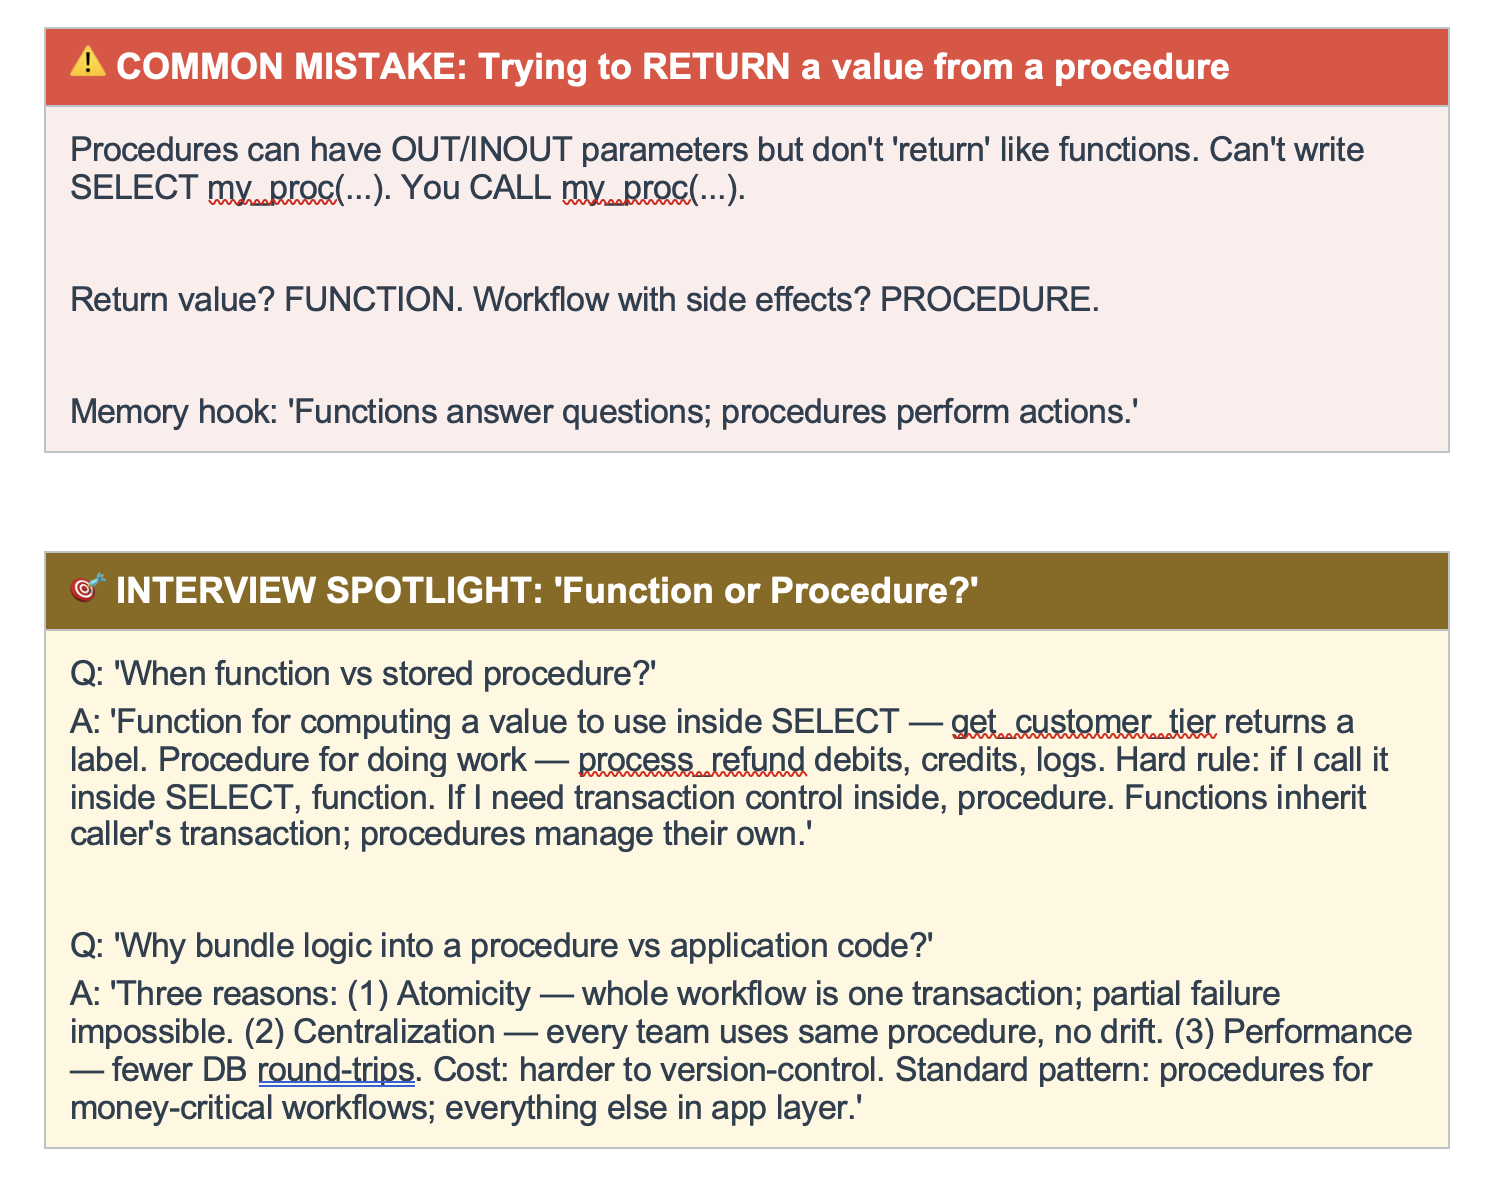 ⚠️ COMMON MISTAKE: Trying to RETURN a value from a procedure
Procedures can have OUT/INOUT parameters but don't 'return' like functions. Can't write
SELECT my_proc(...). You CALL my_proc(...).
Return value? FUNCTION. Workflow with side effects? PROCEDURE.
Memory hook: 'Functions answer questions; procedures perform actions.'
🎯 INTERVIEW SPOTLIGHT: 'Function or Procedure?'
Q: 'When function vs stored procedure?'
A: 'Function for computing a value to use inside SELECT — get_customer_tier returns a
label. Procedure for doing work — process_refund debits, credits, logs. Hard rule: if I call it
inside SELECT, function. If I need transaction control inside, procedure. Functions inherit
caller's transaction; procedures manage their own.'
Q: 'Why bundle logic into a procedure vs application code?'
A: 'Three reasons: (1) Atomicity — whole workflow is one transaction; partial failure
impossible. (2) Centralization — every team uses same procedure, no drift. (3) Performance
— fewer DB round-trips. Cost: harder to version-control. Standard pattern: procedures for
money-critical workflows; everything else in app layer.'